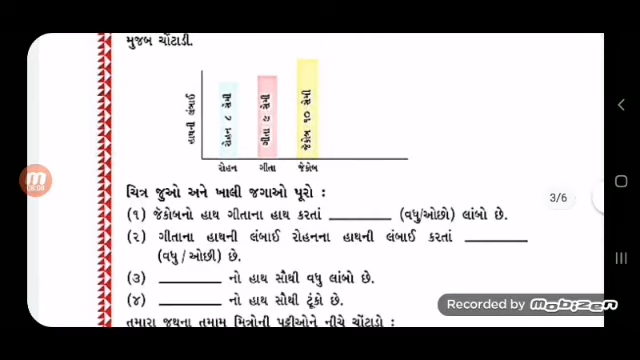 મુજબ ચોંટાડી.
હાથની લંબાઈ
રોહન ૮ સેમી
ગીતા ૯ સેમી
જેકોબ ૧૦ સેમી
રોહન ગીતા જેકોબ
ચિત્ર જુઓ અને ખાલી જગાઓ પૂરો :
(૧) જેકોબનો હાથ ગીતાના હાથ કરતાં ________ (વધુ/ઓછો) લાંબો છે.
(૨) ગીતાના હાથની લંબાઈ રોહનના હાથની લંબાઈ કરતાં ________
(વધુ / ઓછી) છે.
(૩) ________ નો હાથ સૌથી વધુ લાંબો છે.
(૪) ________ નો હાથ સૌથી ટૂંકો છે.
તમારા જૂથના તમામ મિત્રોની પટ્ટીઓને નીચે ચોંટાડો :
08:08
3/6
Recorded by MOBIZEN